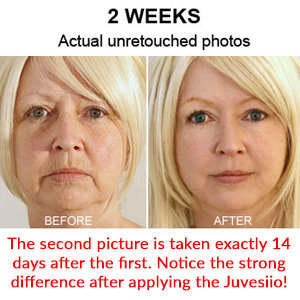 2 WEEKS
Actual unretouched photos
BEFORE
AFTER
The second picture is taken exactly 14
days after the first. Notice the strong
difference after applying the Juvesiio!